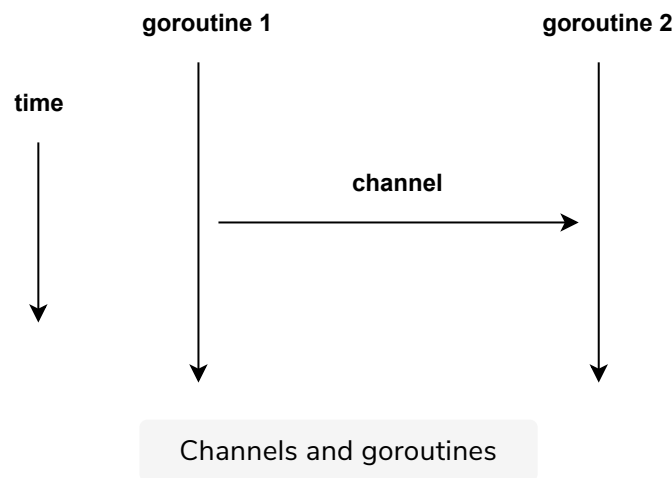 goroutine 1
goroutine 2
time
channel
Channels and goroutines